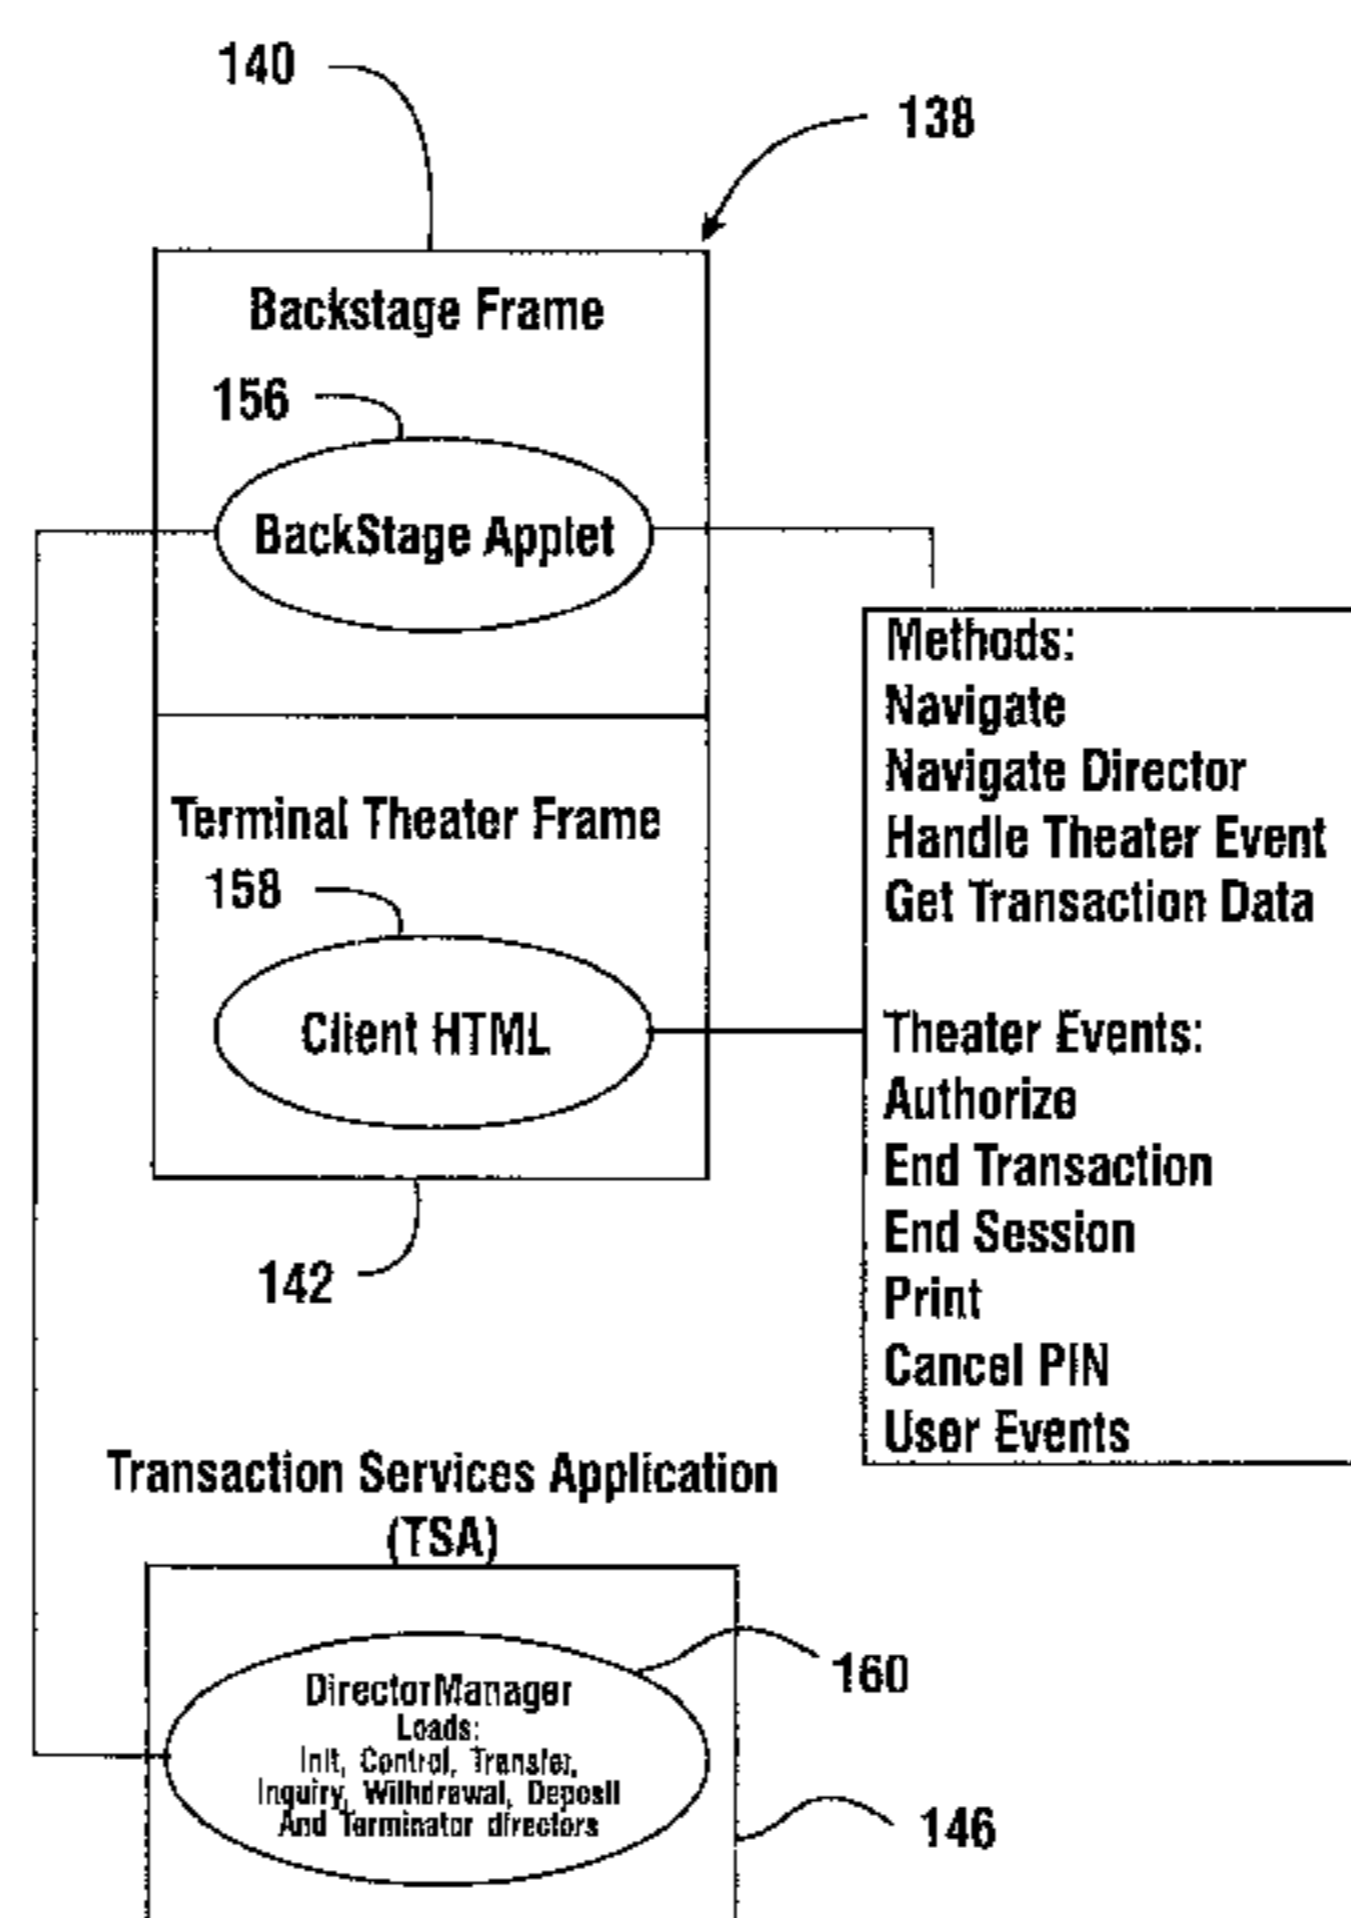 140
138
Backstage Frame
156
BackStage Applet
Methods:
Navigate
Navigate Director
Handle Theater Event
Get Transaction Data
Terminal Theater Frame
158
Client HTML
Theater Events:
Authorize
End Transaction
End Session
Print
Cancel PIN
User Events
142
Transaction Services Application
(TSA)
DirectorManager
Loads:
Init, Control, Transfer,
Inquiry, Withdrawal, Deposit
And Terminator directors
160
146